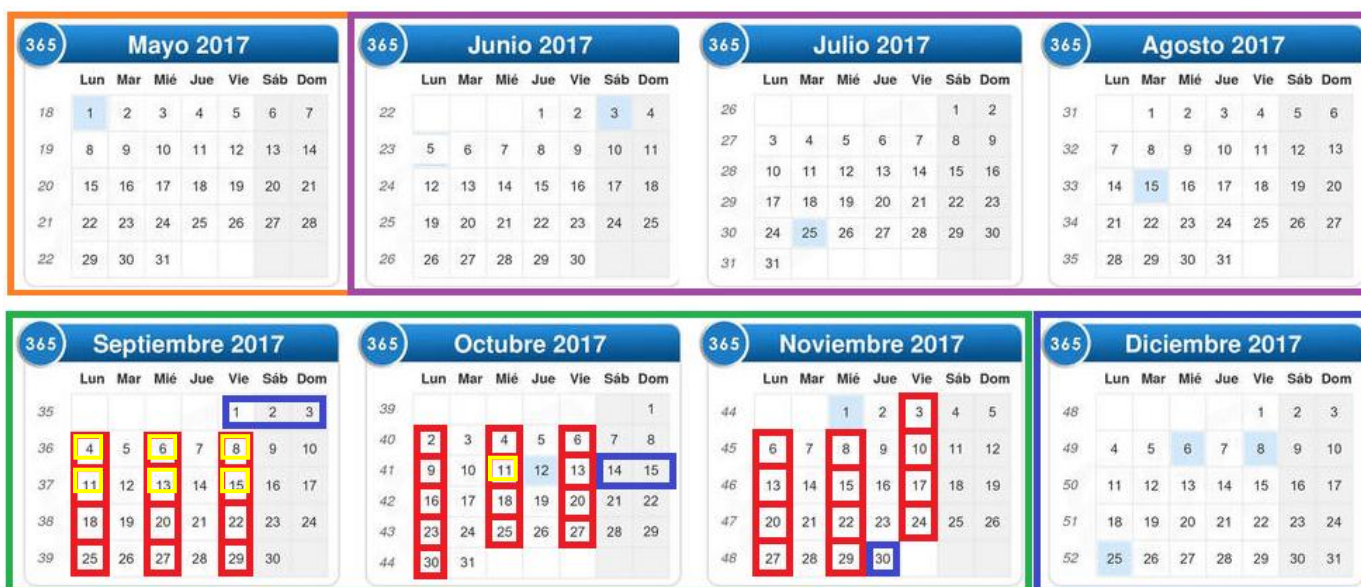 365 Mayo 2017
Lun Mar Mié Jue Vie Sáb Dom
18 1 2 3 4 5 6 7
19 8 9 10 11 12 13 14
20 15 16 17 18 19 20 21
21 22 23 24 25 26 27 28
22 29 30 31
365 Junio 2017
Lun Mar Mié Jue Vie Sáb Dom
22 1 2 3 4
23 5 6 7 8 9 10 11
24 12 13 14 15 16 17 18
25 19 20 21 22 23 24 25
26 26 27 28 29 30
365 Julio 2017
Lun Mar Mié Jue Vie Sáb Dom
26 1 2
27 3 4 5 6 7 8 9
28 10 11 12 13 14 15 16
29 17 18 19 20 21 22 23
30 24 25 26 27 28 29 30
31 31
365 Agosto 2017
Lun Mar Mié Jue Vie Sáb Dom
31 1 2 3 4 5 6
32 7 8 9 10 11 12 13
33 14 15 16 17 18 19 20
34 21 22 23 24 25 26 27
35 28 29 30 31
365 Septiembre 2017
Lun Mar Mié Jue Vie Sáb Dom
35 1 2 3
36 4 5 6 7 8 9 10
37 11 12 13 14 15 16 17
38 18 19 20 21 22 23 24
39 25 26 27 28 29 30
365 Octubre 2017
Lun Mar Mié Jue Vie Sáb Dom
39 1
40 2 3 4 5 6 7 8
41 9 10 11 12 13 14 15
42 16 17 18 19 20 21 22
43 23 24 25 26 27 28 29
44 30 31
365 Noviembre 2017
Lun Mar Mié Jue Vie Sáb Dom
44 1 2 3 4 5
45 6 7 8 9 10 11 12
46 13 14 15 16 17 18 19
47 20 21 22 23 24 25 26
48 27 28 29 30
365 Diciembre 2017
Lun Mar Mié Jue Vie Sáb Dom
48 1 2 3
49 4 5 6 7 8 9 10
50 11 12 13 14 15 16 17
51 18 19 20 21 22 23 24
52 25 26 27 28 29 30 31